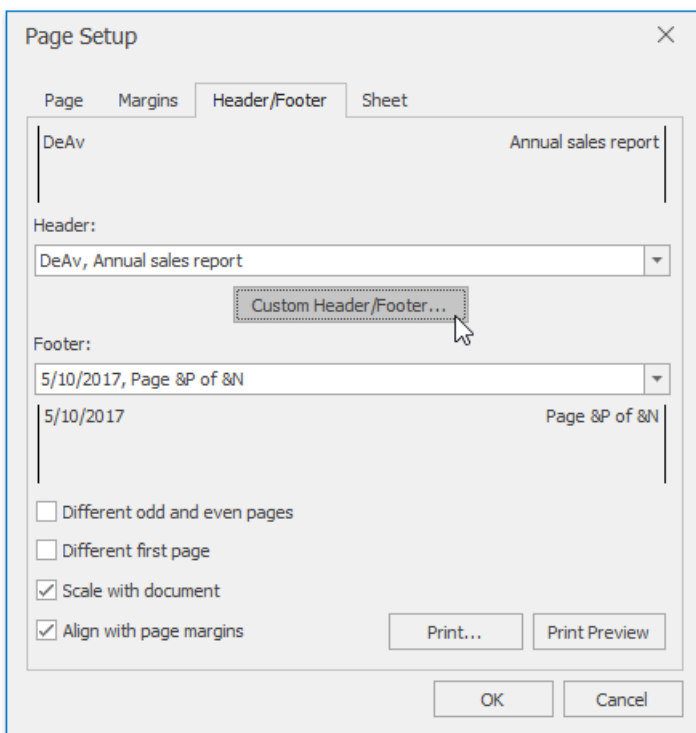 Page Setup
Page Margins Header/Footer Sheet
DeAv Annual sales report
Header:
DeAv, Annual sales report
Custom Header/Footer...
Footer:
5/10/2017, Page &P of &N
5/10/2017 Page &P of &N
Different odd and even pages
Different first page
Scale with document
Align with page margins Print... Print Preview
OK Cancel